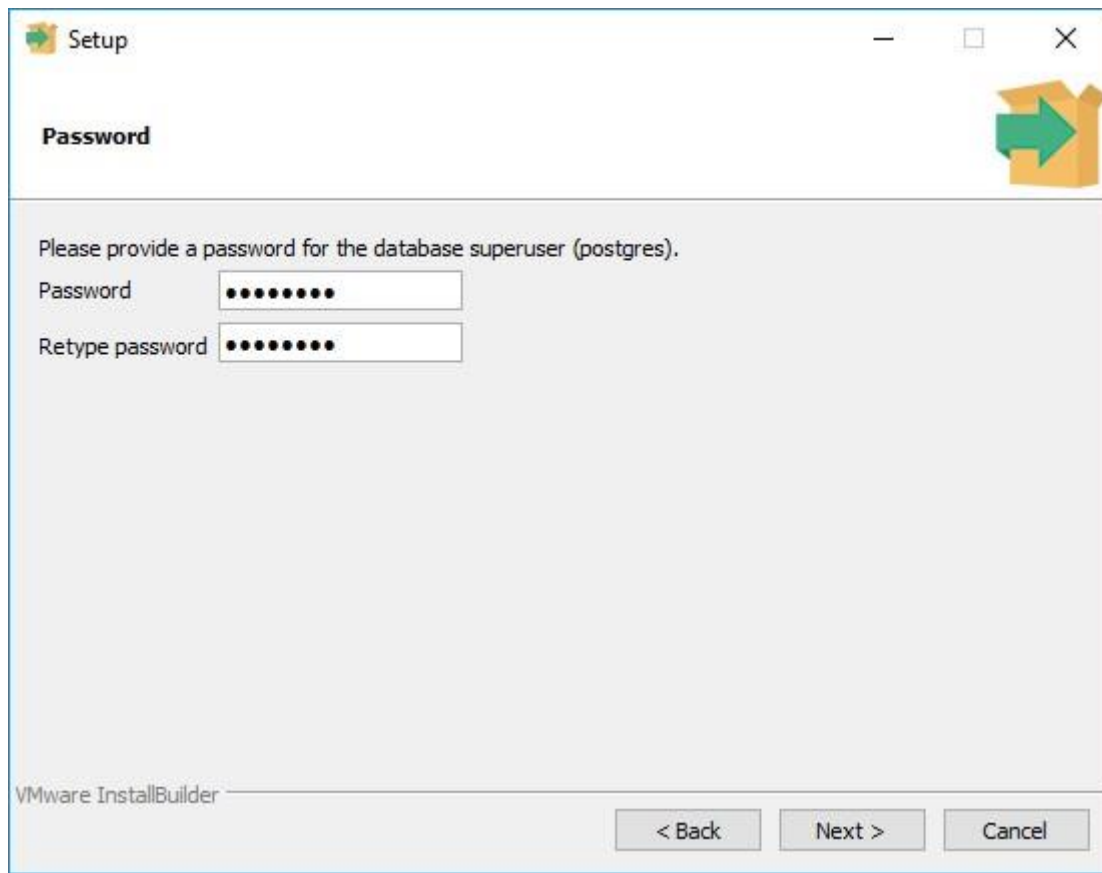 Setup
Password
Please provide a password for the database superuser (postgres).
Password ••••••••
Retype password ••••••••
VMware InstallBuilder
< Back Next > Cancel